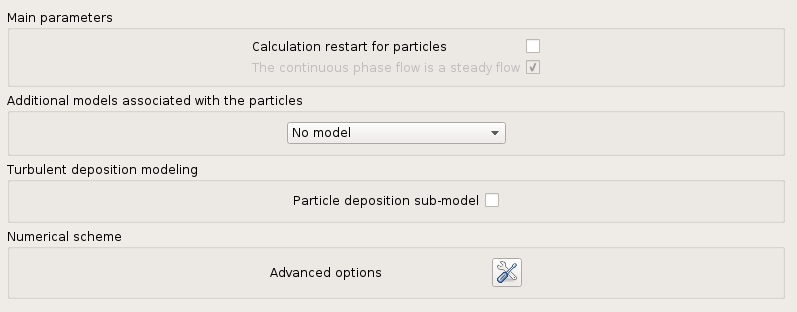 Main parameters
Calculation restart for particles
The continuous phase flow is a steady flow
Additional models associated with the particles
No model
Turbulent deposition modeling
Particle deposition sub-model
Numerical scheme
Advanced options